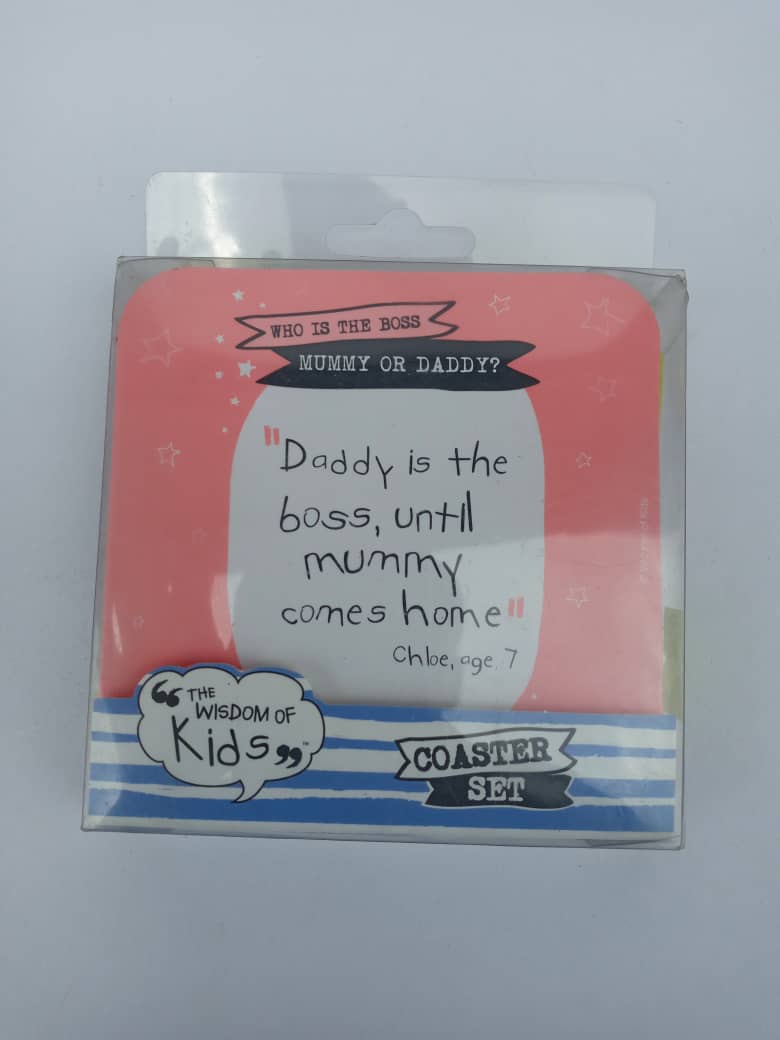 WHO IS THE BOSS
MUMMY OR DADDY?
"Daddy is the
boss, until
mummy
comes home"
Chloe, age 7
“THE
WISDOM OF
Kids”
COASTER
SET